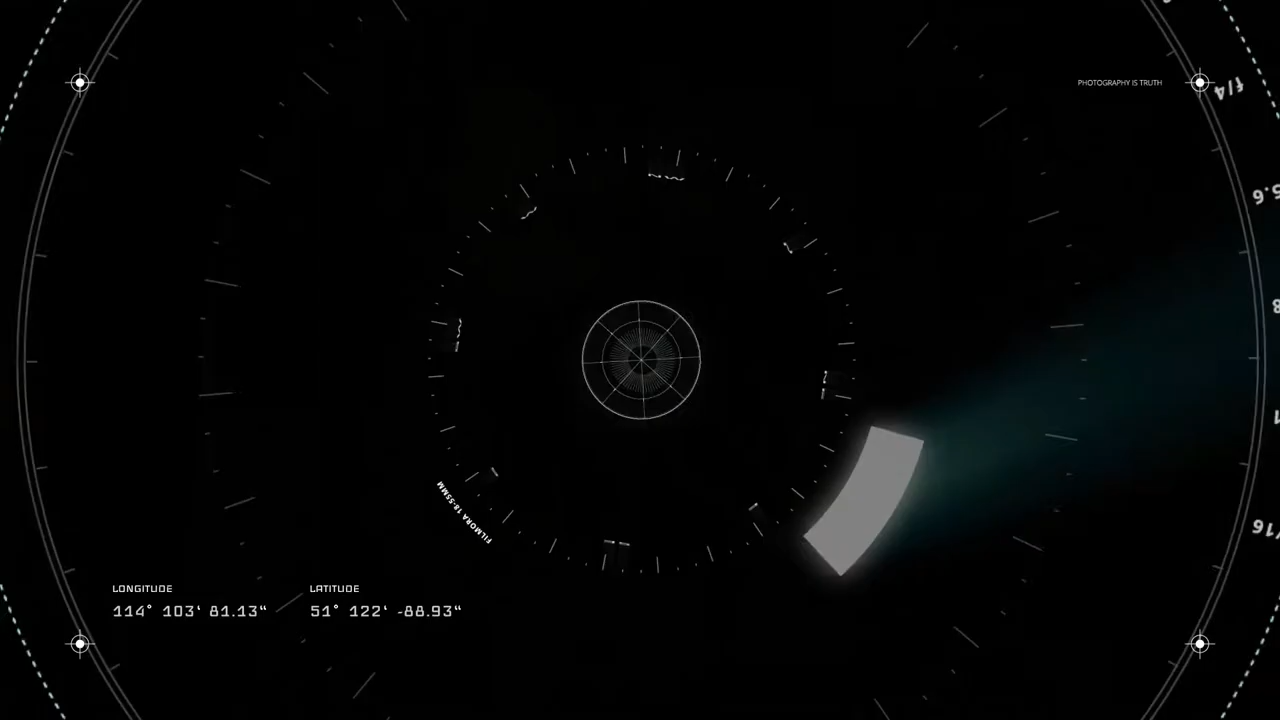 PHOTOGRAPHY IS TRUTH
f/4
5.6
8
FILMORA 18-55MM
/16
LONGITUDE
114° 103‘ 81.13“
LATITUDE
51° 122‘ -88.93“